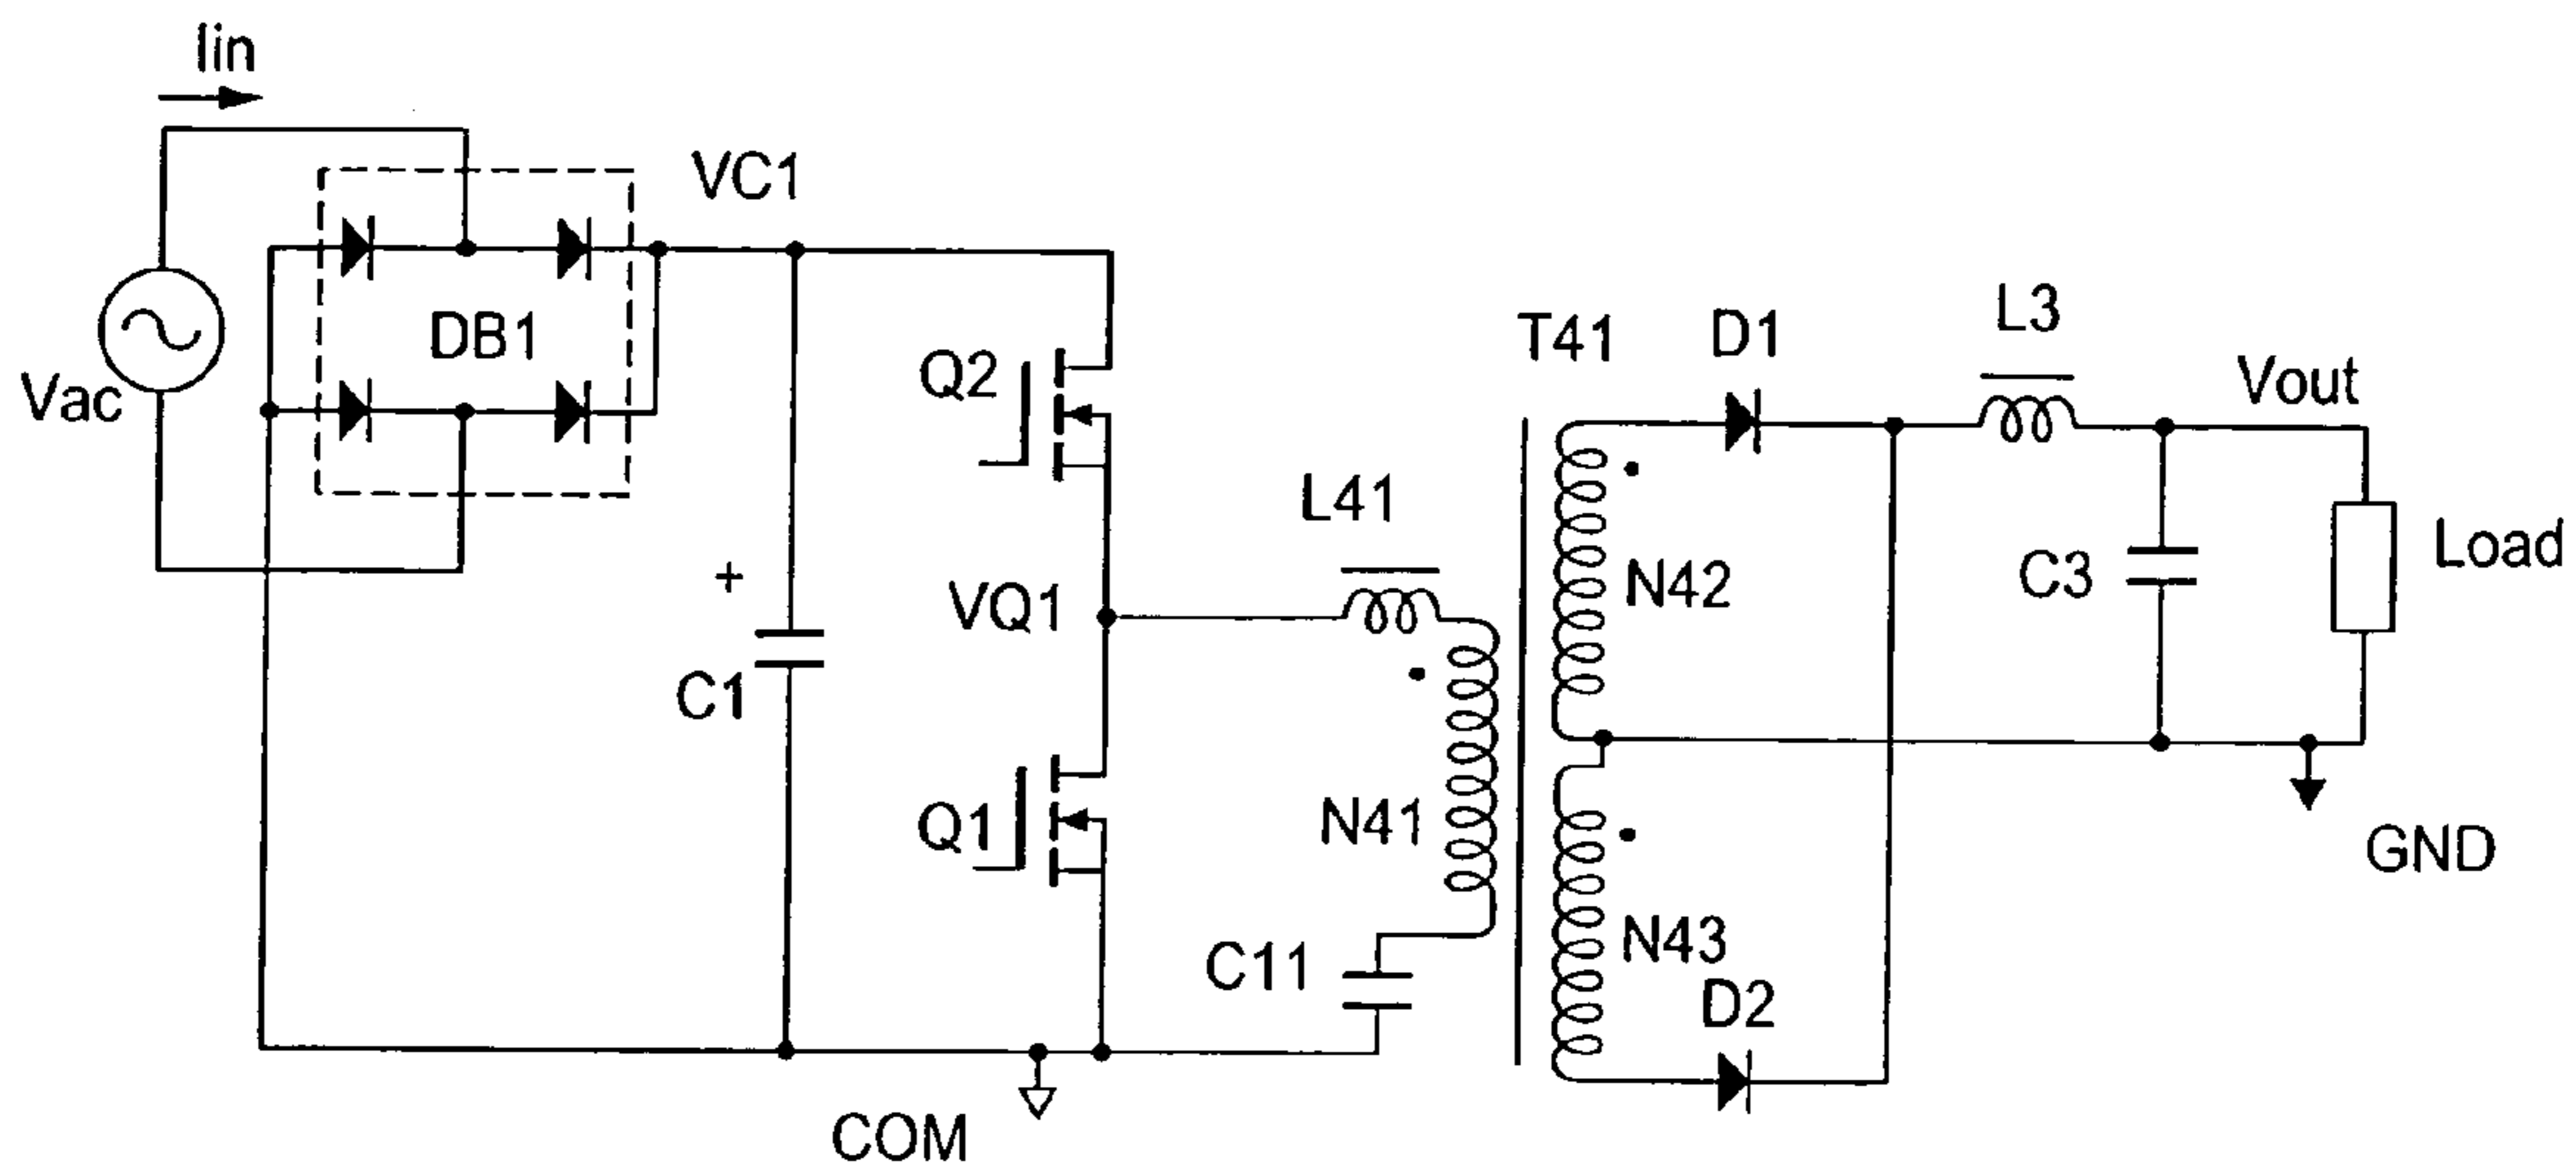 Iin
VC1
DB1
Vac
Q2
T41
D1
L3
Vout
L41
+
VQ1
N42
C3
Load
C1
Q1
N41
GND
C11
N43
D2
COM